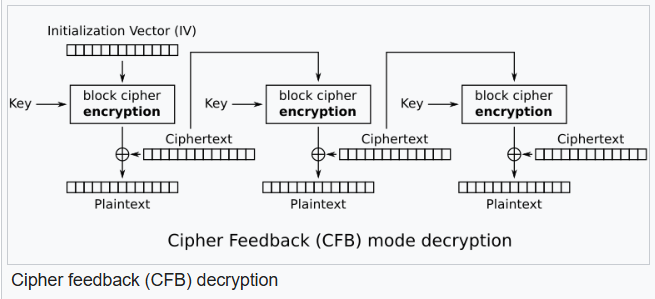 Initialization Vector (IV)
Key
block cipher
encryption
Key
block cipher
encryption
Key
block cipher
encryption
Ciphertext
Ciphertext
Ciphertext
Plaintext
Plaintext
Plaintext
Cipher Feedback (CFB) mode decryption
Cipher feedback (CFB) decryption